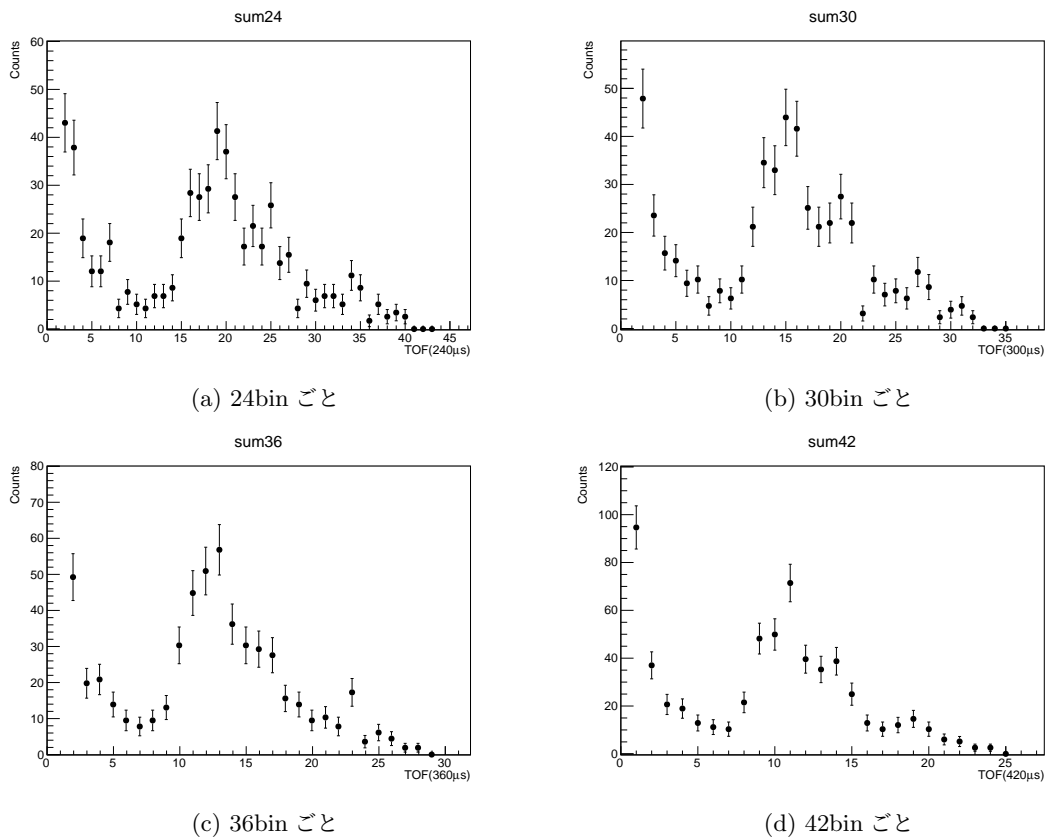 sum24
Counts
60
50
40
30
20
10
0
0 5 10 15 20 25 30 35 40 45
TOF(240μs)
(a) 24bin ごと
sum30
Counts
50
40
30
20
10
0
0 5 10 15 20 25 30 35
TOF(300μs)
(b) 30bin ごと
sum36
Counts
80
70
60
50
40
30
20
10
0
0 5 10 15 20 25 30
TOF(360μs)
(c) 36bin ごと
sum42
Counts
120
100
80
60
40
20
0
0 5 10 15 20 25
TOF(420μs)
(d) 42bin ごと